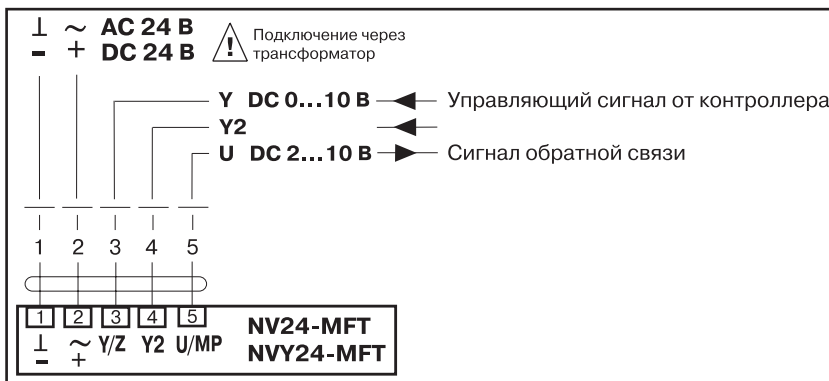 ⊥ ~ AC 24 В
– + DC 24 В
! Подключение через
трансформатор
Y DC 0...10 В Управляющий сигнал от контроллера
Y2
U DC 2...10 В Сигнал обратной связи
1 2 3 4 5
1 2 3 4 5
⊥ ~ Y/Z Y2 U/MP
– +
NV24-MFT
NVY24-MFT